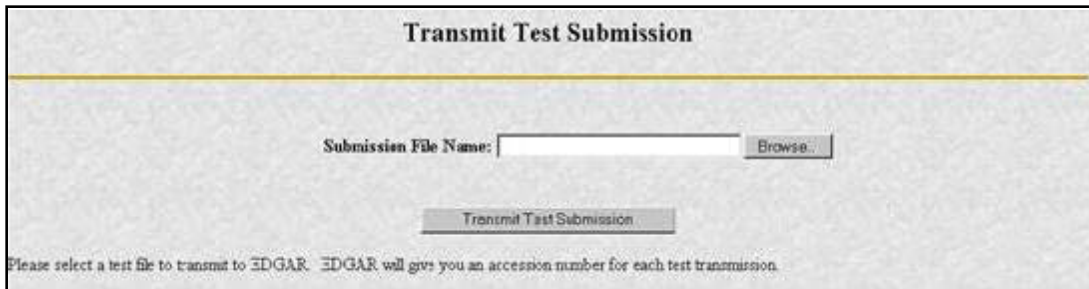 Transmit Test Submission
Submission File Name: Browse..
Transmit Test Submission
Please select a test file to transmit to EDGAR. EDGAR will give you an accession number for each test transmission.